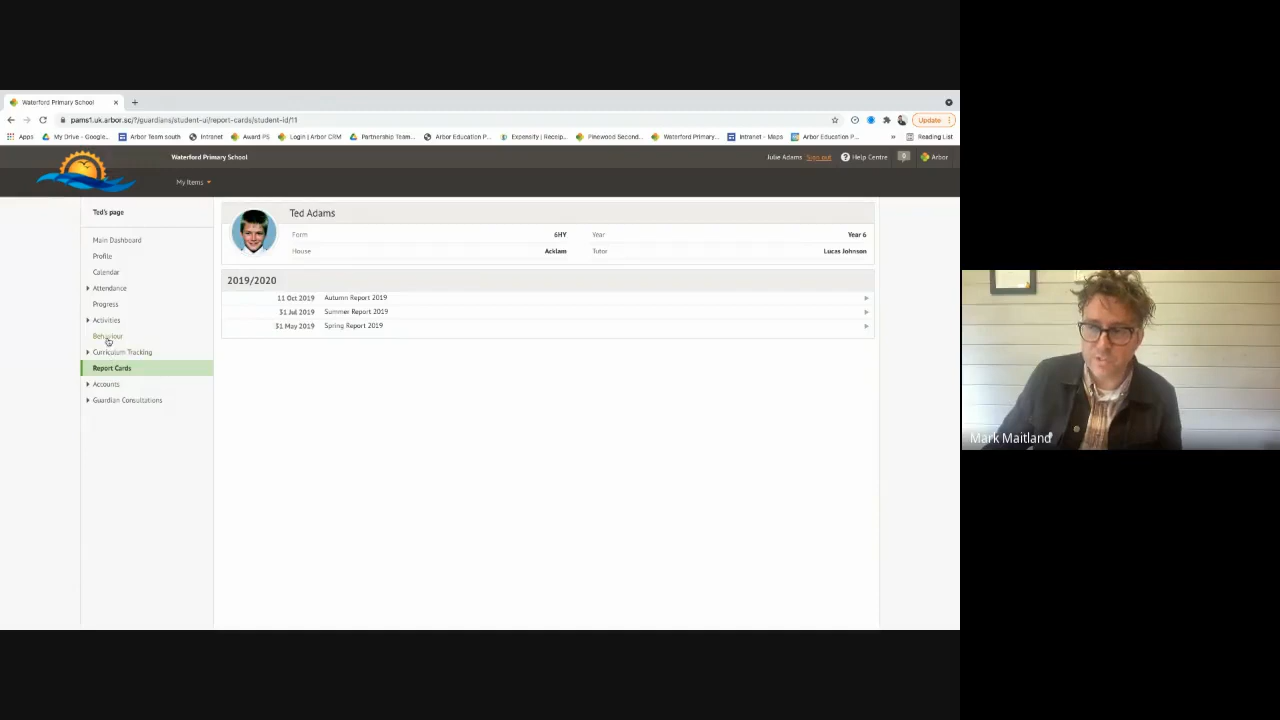 Waterford Primary School
pams1.uk.arbor.sc/?/guardians/student-ui/report-cards/student-id/11
Update
Apps
My Drive - Google...
Arbor Team south
Intranet
Award PS
Login | Arbor CRM
Partnership Team...
Arbor Education P...
Expensify | Receip...
Pinewood Second...
Waterford Primary...
Intranet - Maps
Arbor Education P...
»
Reading List
Waterford Primary School
Julie Adams Sign out
Help Centre
0
Arbor
My Items
Ted's page
Main Dashboard
Profile
Calendar
Attendance
Progress
Activities
Behaviour
Curriculum Tracking
Report Cards
Accounts
Guardian Consultations
Ted Adams
Form 6HY Year Year 6
House Acklam Tutor Lucas Johnson
2019/2020
11 Oct 2019 Autumn Report 2019
31 Jul 2019 Summer Report 2019
31 May 2019 Spring Report 2019
Mark Maitland